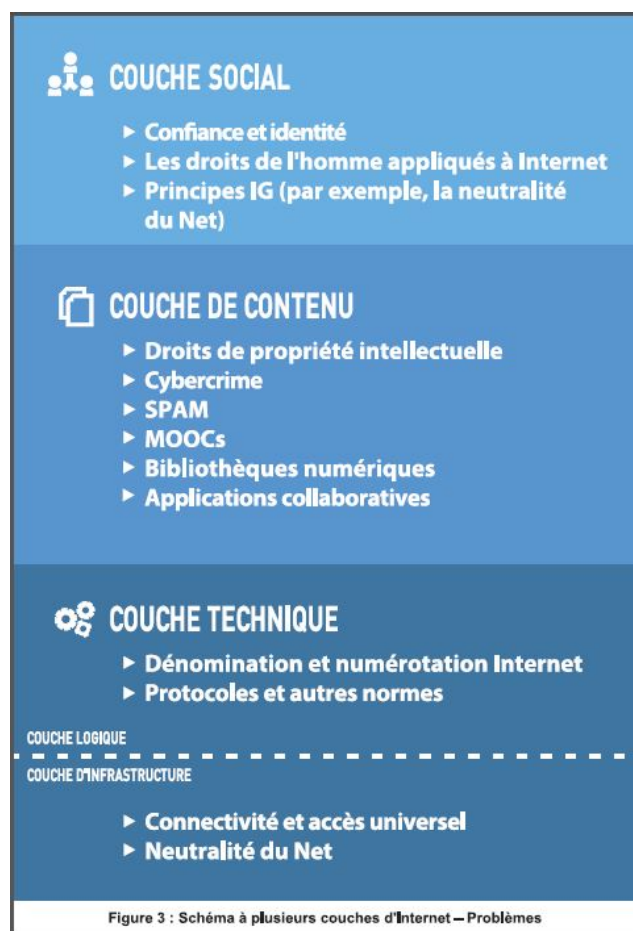 COUCHE SOCIAL
► Confiance et identité
► Les droits de l'homme appliqués à Internet
► Principes IG (par exemple, la neutralité
du Net)
COUCHE DE CONTENU
► Droits de propriété intellectuelle
► Cybercrime
► SPAM
► MOOCs
► Bibliothèques numériques
► Applications collaboratives
COUCHE TECHNIQUE
► Dénomination et numérotation Internet
► Protocoles et autres normes
COUCHE LOGIQUE
COUCHE D'INFRASTRUCTURE
► Connectivité et accès universel
► Neutralité du Net
Figure 3 : Schéma à plusieurs couches d'Internet – Problèmes